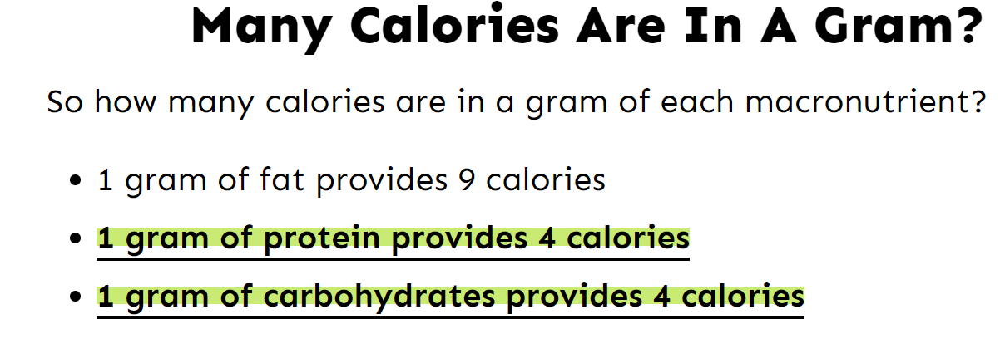 Many Calories Are In A Gram?
So how many calories are in a gram of each macronutrient?
• 1 gram of fat provides 9 calories
• 1 gram of protein provides 4 calories
• 1 gram of carbohydrates provides 4 calories